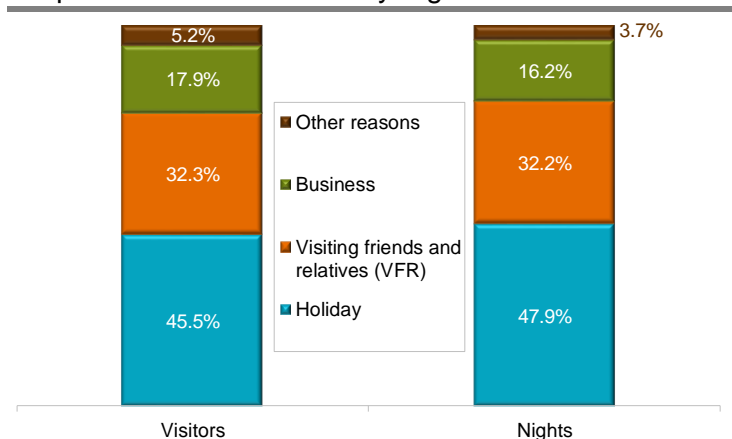 5.2%
3.7%
17.9%
16.2%
Other reasons
Business
32.3%
32.2%
Visiting friends and
relatives (VFR)
Holiday
45.5%
47.9%
Visitors
Nights